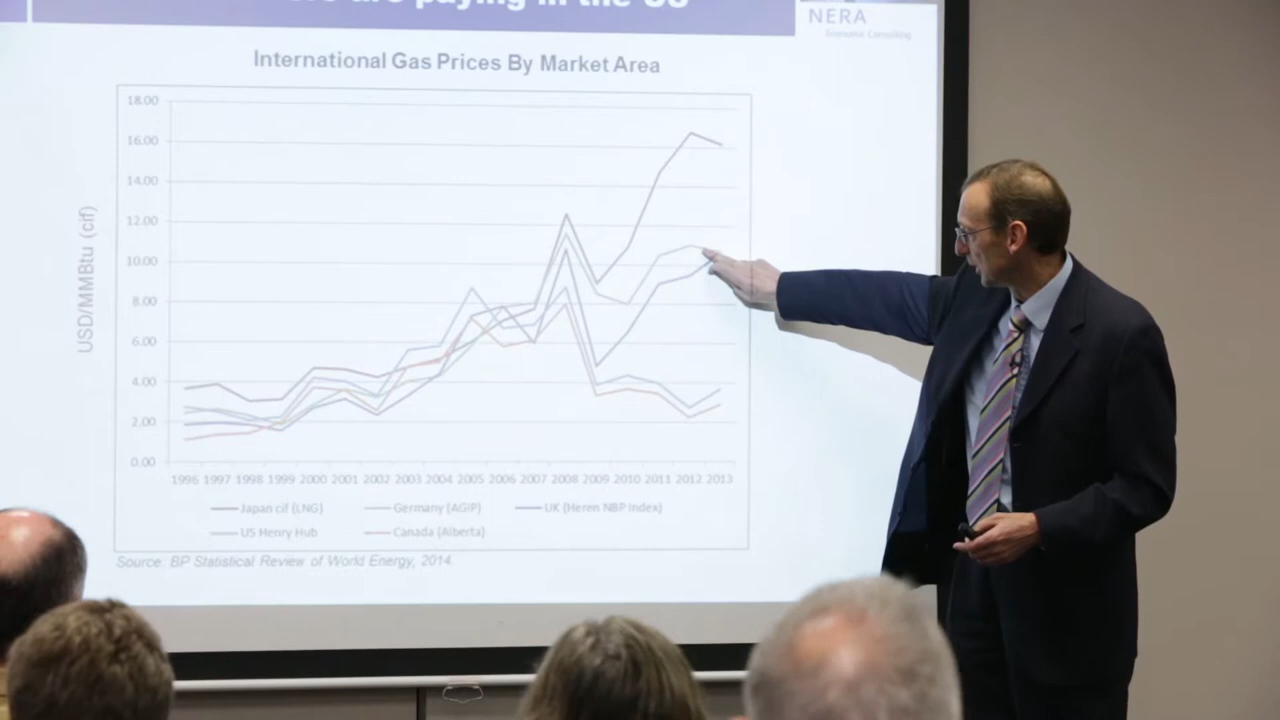 are paying in the US
NERA
Economic Consulting
International Gas Prices By Market Area
USD/MMBtu (cif)
18.00
16.00
14.00
12.00
10.00
8.00
6.00
4.00
2.00
0.00
1996 1997 1998 1999 2000 2001 2002 2003 2004 2005 2006 2007 2008 2009 2010 2011 2012 2013
Japan cif (LNG) Germany (AGIP) UK (Heren NBP Index)
US Henry Hub Canada (Alberta)
Source: BP Statistical Review of World Energy, 2014.